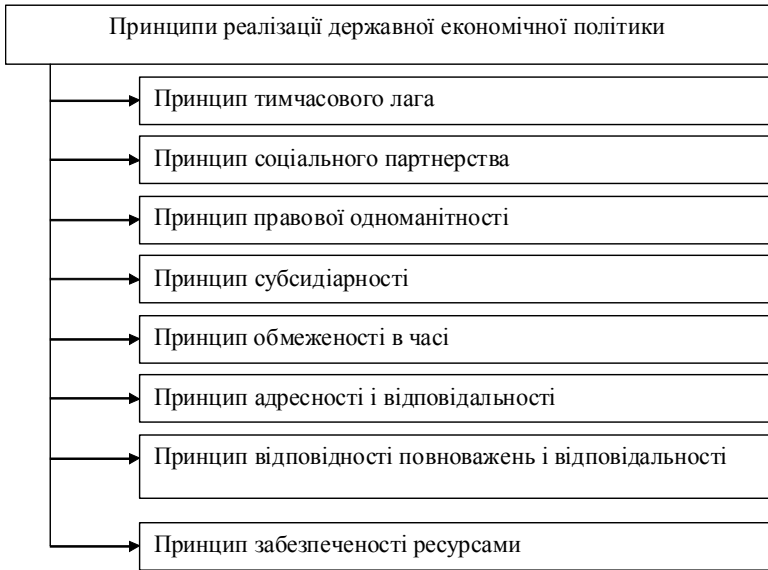 Принципи реалізації державної економічної політики
Принцип тимчасового лага
Принцип соціального партнерства
Принцип правової одноманітності
Принцип субсидіарності
Принцип обмеженості в часі
Принцип адресності і відповідальності
Принцип відповідності повноважень і відповідальності
Принцип забезпеченості ресурсами